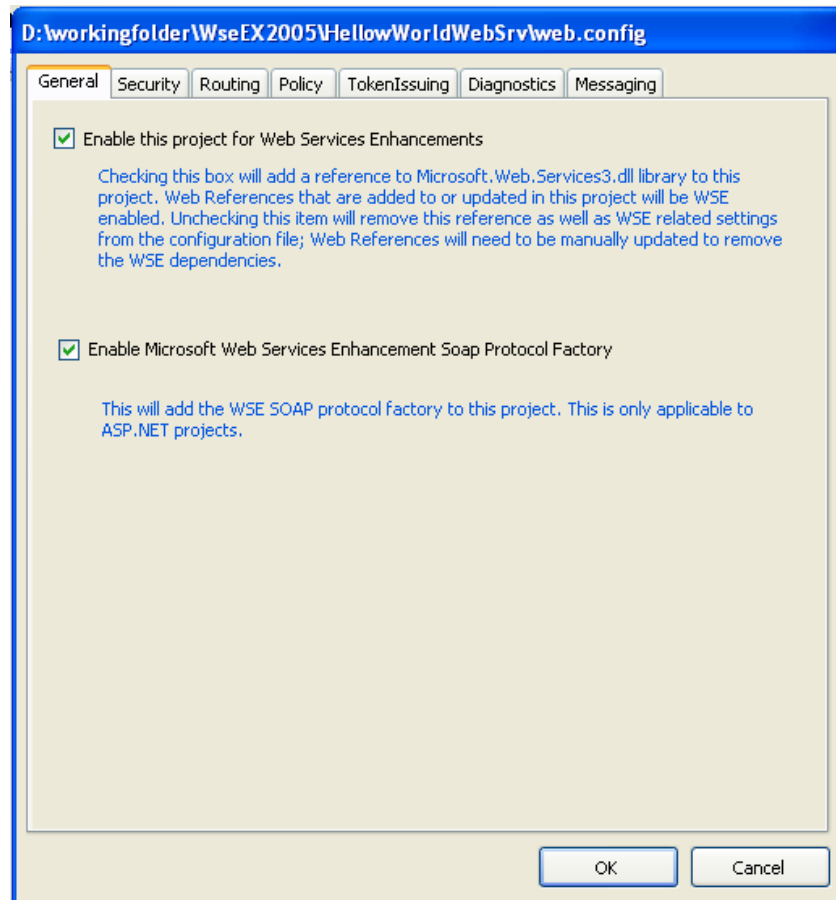 D:\workingfolder\WseEX2005\HellowWorldWebSrv\web.config
General Security Routing Policy TokenIssuing Diagnostics Messaging
Enable this project for Web Services Enhancements
Checking this box will add a reference to Microsoft.Web.Services3.dll library to this
project. Web References that are added to or updated in this project will be WSE
enabled. Unchecking this item will remove this reference as well as WSE related settings
from the configuration file; Web References will need to be manually updated to remove
the WSE dependencies.
Enable Microsoft Web Services Enhancement Soap Protocol Factory
This will add the WSE SOAP protocol factory to this project. This is only applicable to
ASP.NET projects.
OK Cancel